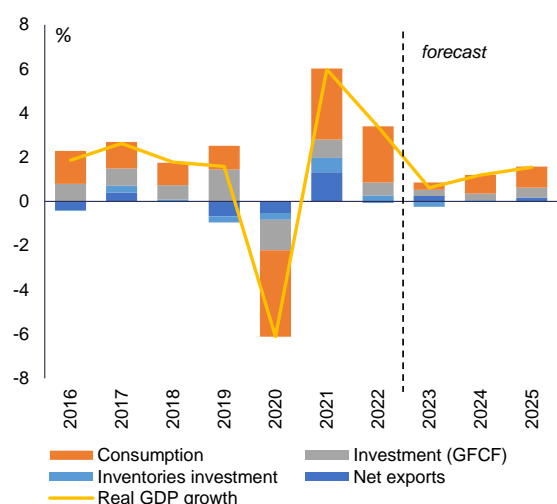 8
%
forecast
6
4
2
0
-2
-4
-6
-8
2016 2017 2018 2019 2020 2021 2022 2023 2024 2025
Consumption Investment (GFCF)
Inventories investment Net exports
Real GDP growth